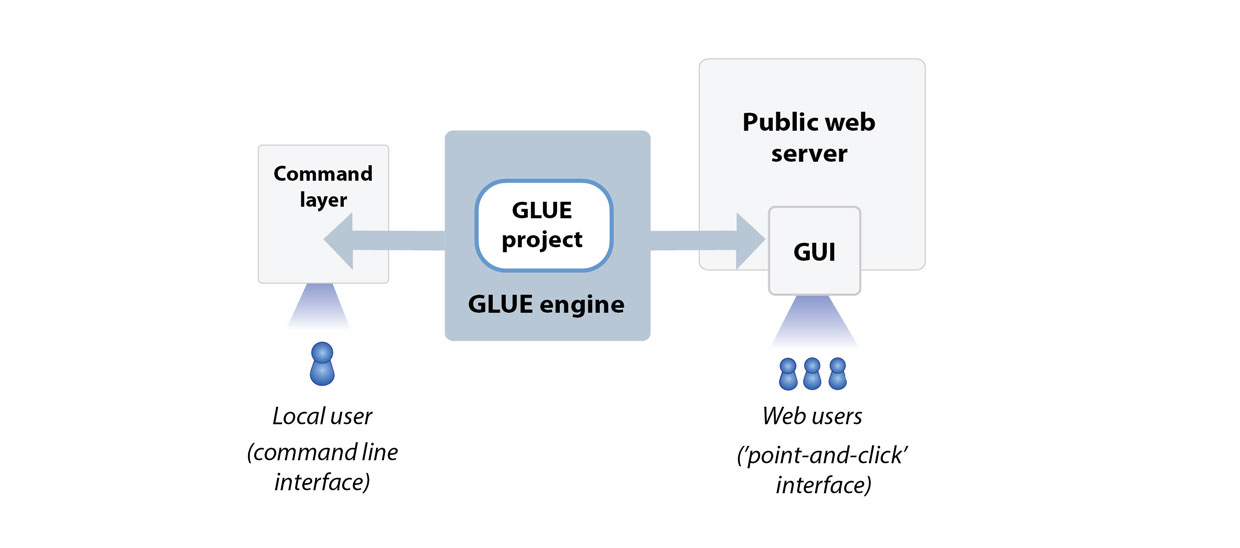 Command
layer
GLUE
project
GLUE engine
Public web
server
GUI
Local user
(command line
interface)
Web users
(’point-and-click’
interface)